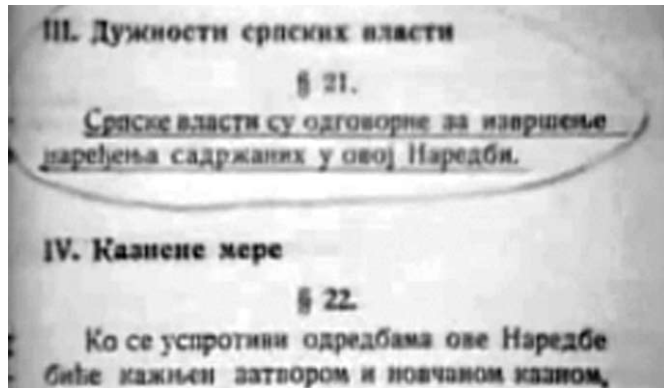 III. Дужности српских власти
§ 21.
Српске власти су одговорне за извршење
наређења садржаних у овој Наредби.
IV. Казнене мере
§ 22.
Ко се успротиви одредбама ове Наредбе
биће кажњен затвором и новчаном казном,